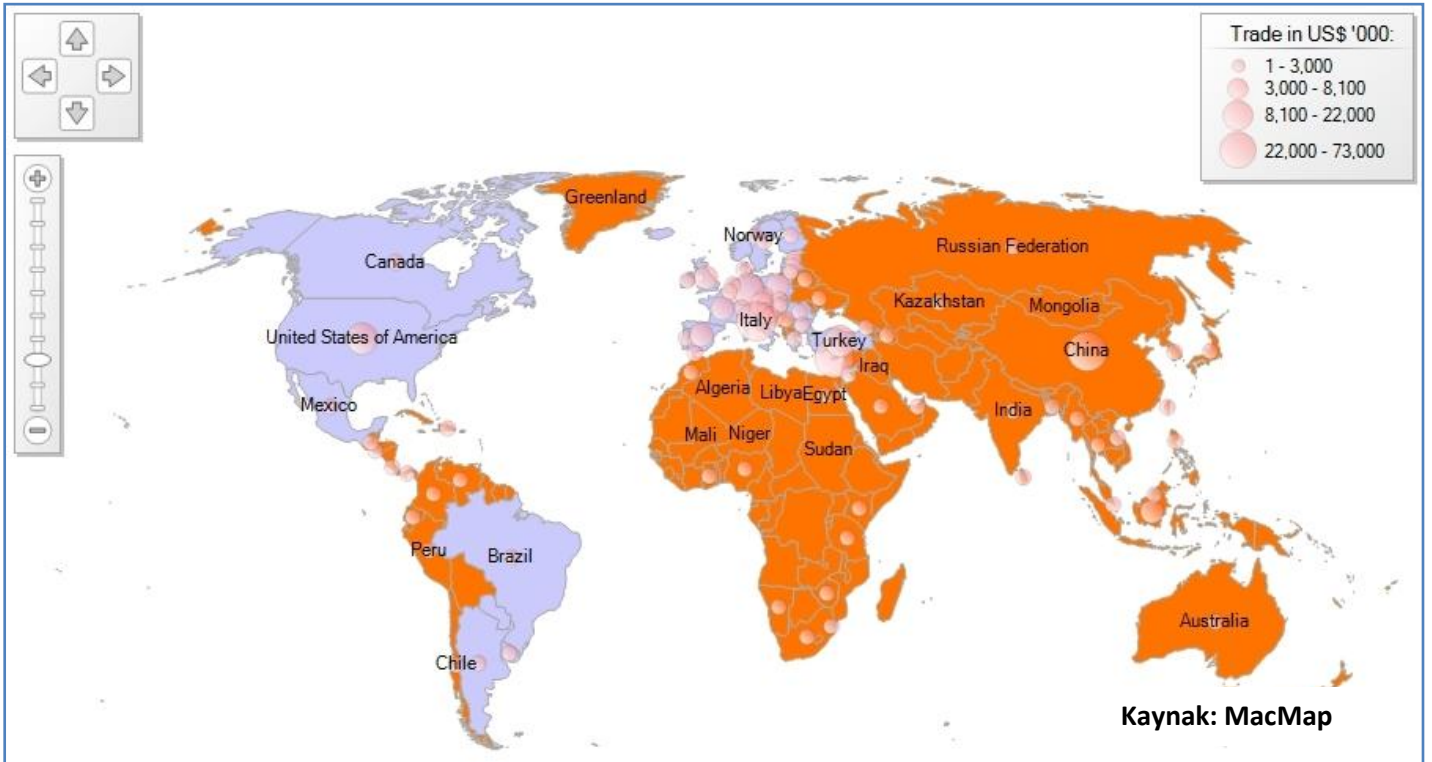 Trade in US$ '000:
1 - 3,000
3,000 - 8,100
8,100 - 22,000
22,000 - 73,000
Greenland
Norway
Russian Federation
Canada
Kazakhstan
Mongolia
Italy
United States of America
Turkey
China
Iraq
Algeria
Libya
Egypt
Mexico
India
Mali
Niger
Sudan
Peru
Brazil
Australia
Chile
Kaynak: MacMap